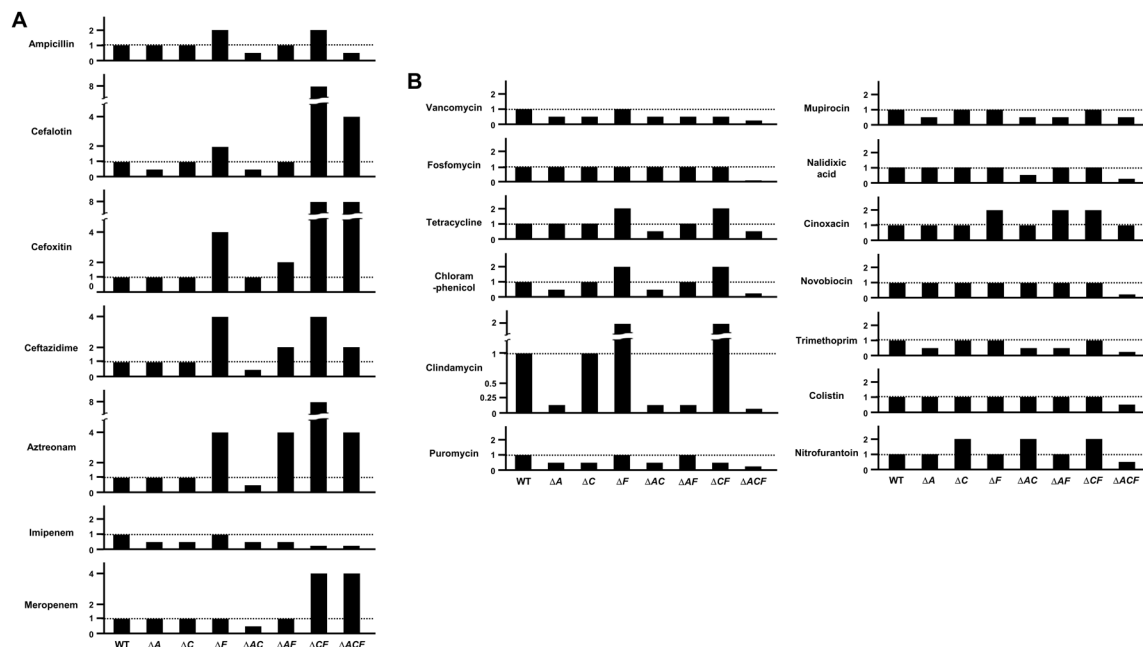 A
Ampicillin
2
1
0
Cefalotin
8
4
2
1
0
Cefoxitin
8
4
2
1
0
Ceftazidime
4
2
1
0
Aztreonam
8
4
2
1
0
Imipenem
2
1
0
Meropenem
4
2
1
0
WT ΔA ΔC ΔF ΔAC ΔAF ΔCF ΔACF
B
Vancomycin
2
1
0
Fosfomycin
2
1
0
Tetracycline
2
1
0
Chloram
-phenicol
2
1
0
Clindamycin
2
1
0.5
0.25
0
Puromycin
2
1
0
WT ΔA ΔC ΔF ΔAC ΔAF ΔCF ΔACF
Mupirocin
2
1
0
Nalidixic
acid
2
1
0
Cinoxacin
2
1
0
Novobiocin
2
1
0
Trimethoprim
2
1
0
Colistin
2
1
0
Nitrofurantoin
2
1
0
WT ΔA ΔC ΔF ΔAC ΔAF ΔCF ΔACF